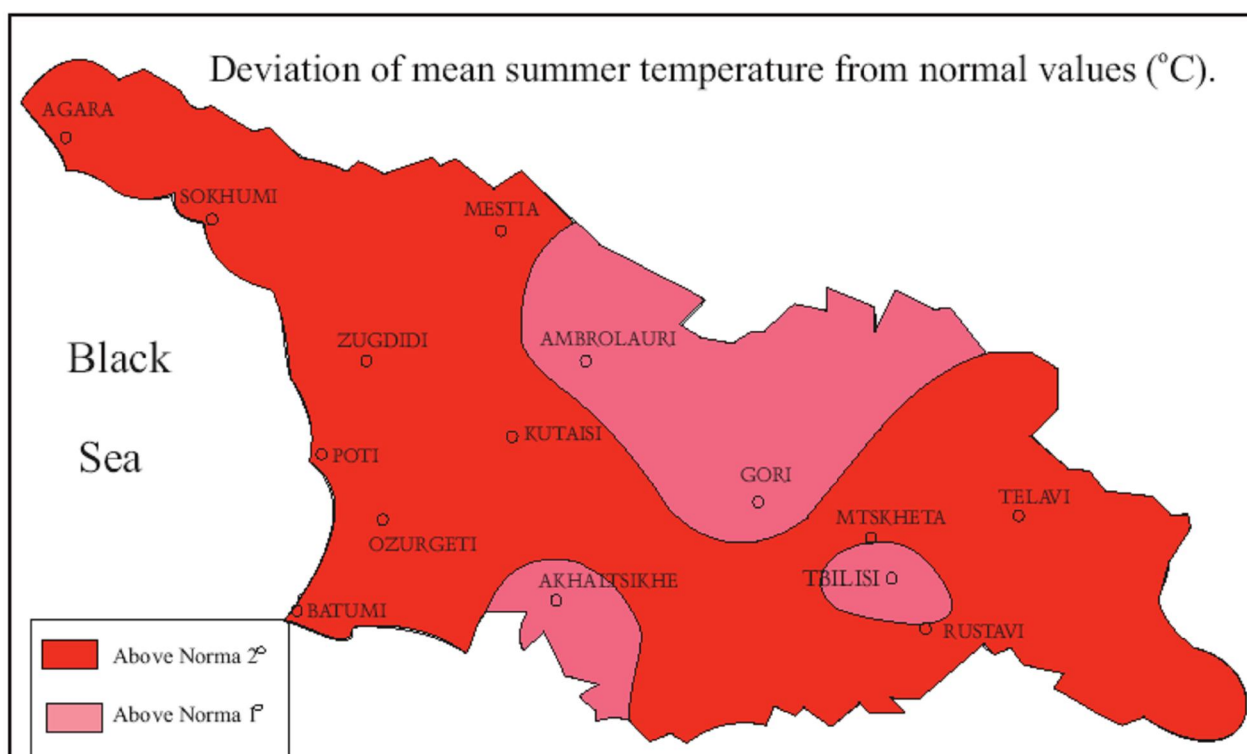 Deviation of mean summer temperature from normal values (°C).
AGARA
SOKHUMI
MESTIA
ZUGDIDI
AMBROLAURI
Black
Sea
KUTAISI
POTI
GORI
TELAVI
MTSKHETA
OZURGETI
AKHALTSIKHE
TBILISI
BATUMI
RUSTAVI
Above Norma 2°
Above Norma 1°